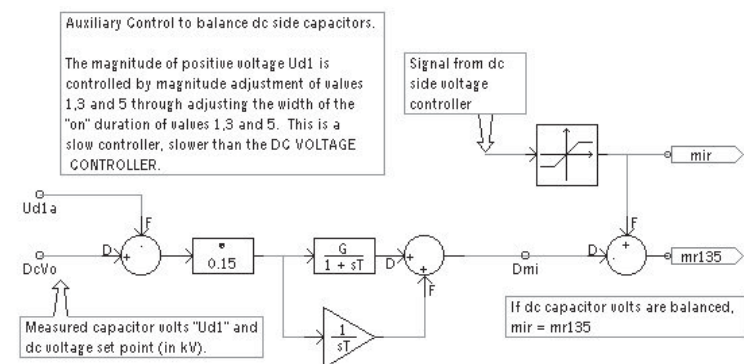 Auxiliary Control to balance dc side capacitors.
The magnitude of positive voltage Ud1 is
controlled by magnitude adjustment of values
1,3 and 5 through adjusting the width of the
"on" duration of values 1,3 and 5. This is a
slow controller, slower than the DC VOLTAGE
CONTROLLER.
Signal from dc
side voltage
controller
mir
Ud1a
F
D
+
-
*
0.15
G
1 + sT
D
+
+
F
1
sT
Dmi
D
-
+
F
mr135
DcVo
Measured capacitor volts "Ud1" and
dc voltage set point (in kV).
If dc capacitor volts are balanced,
mir = mr135